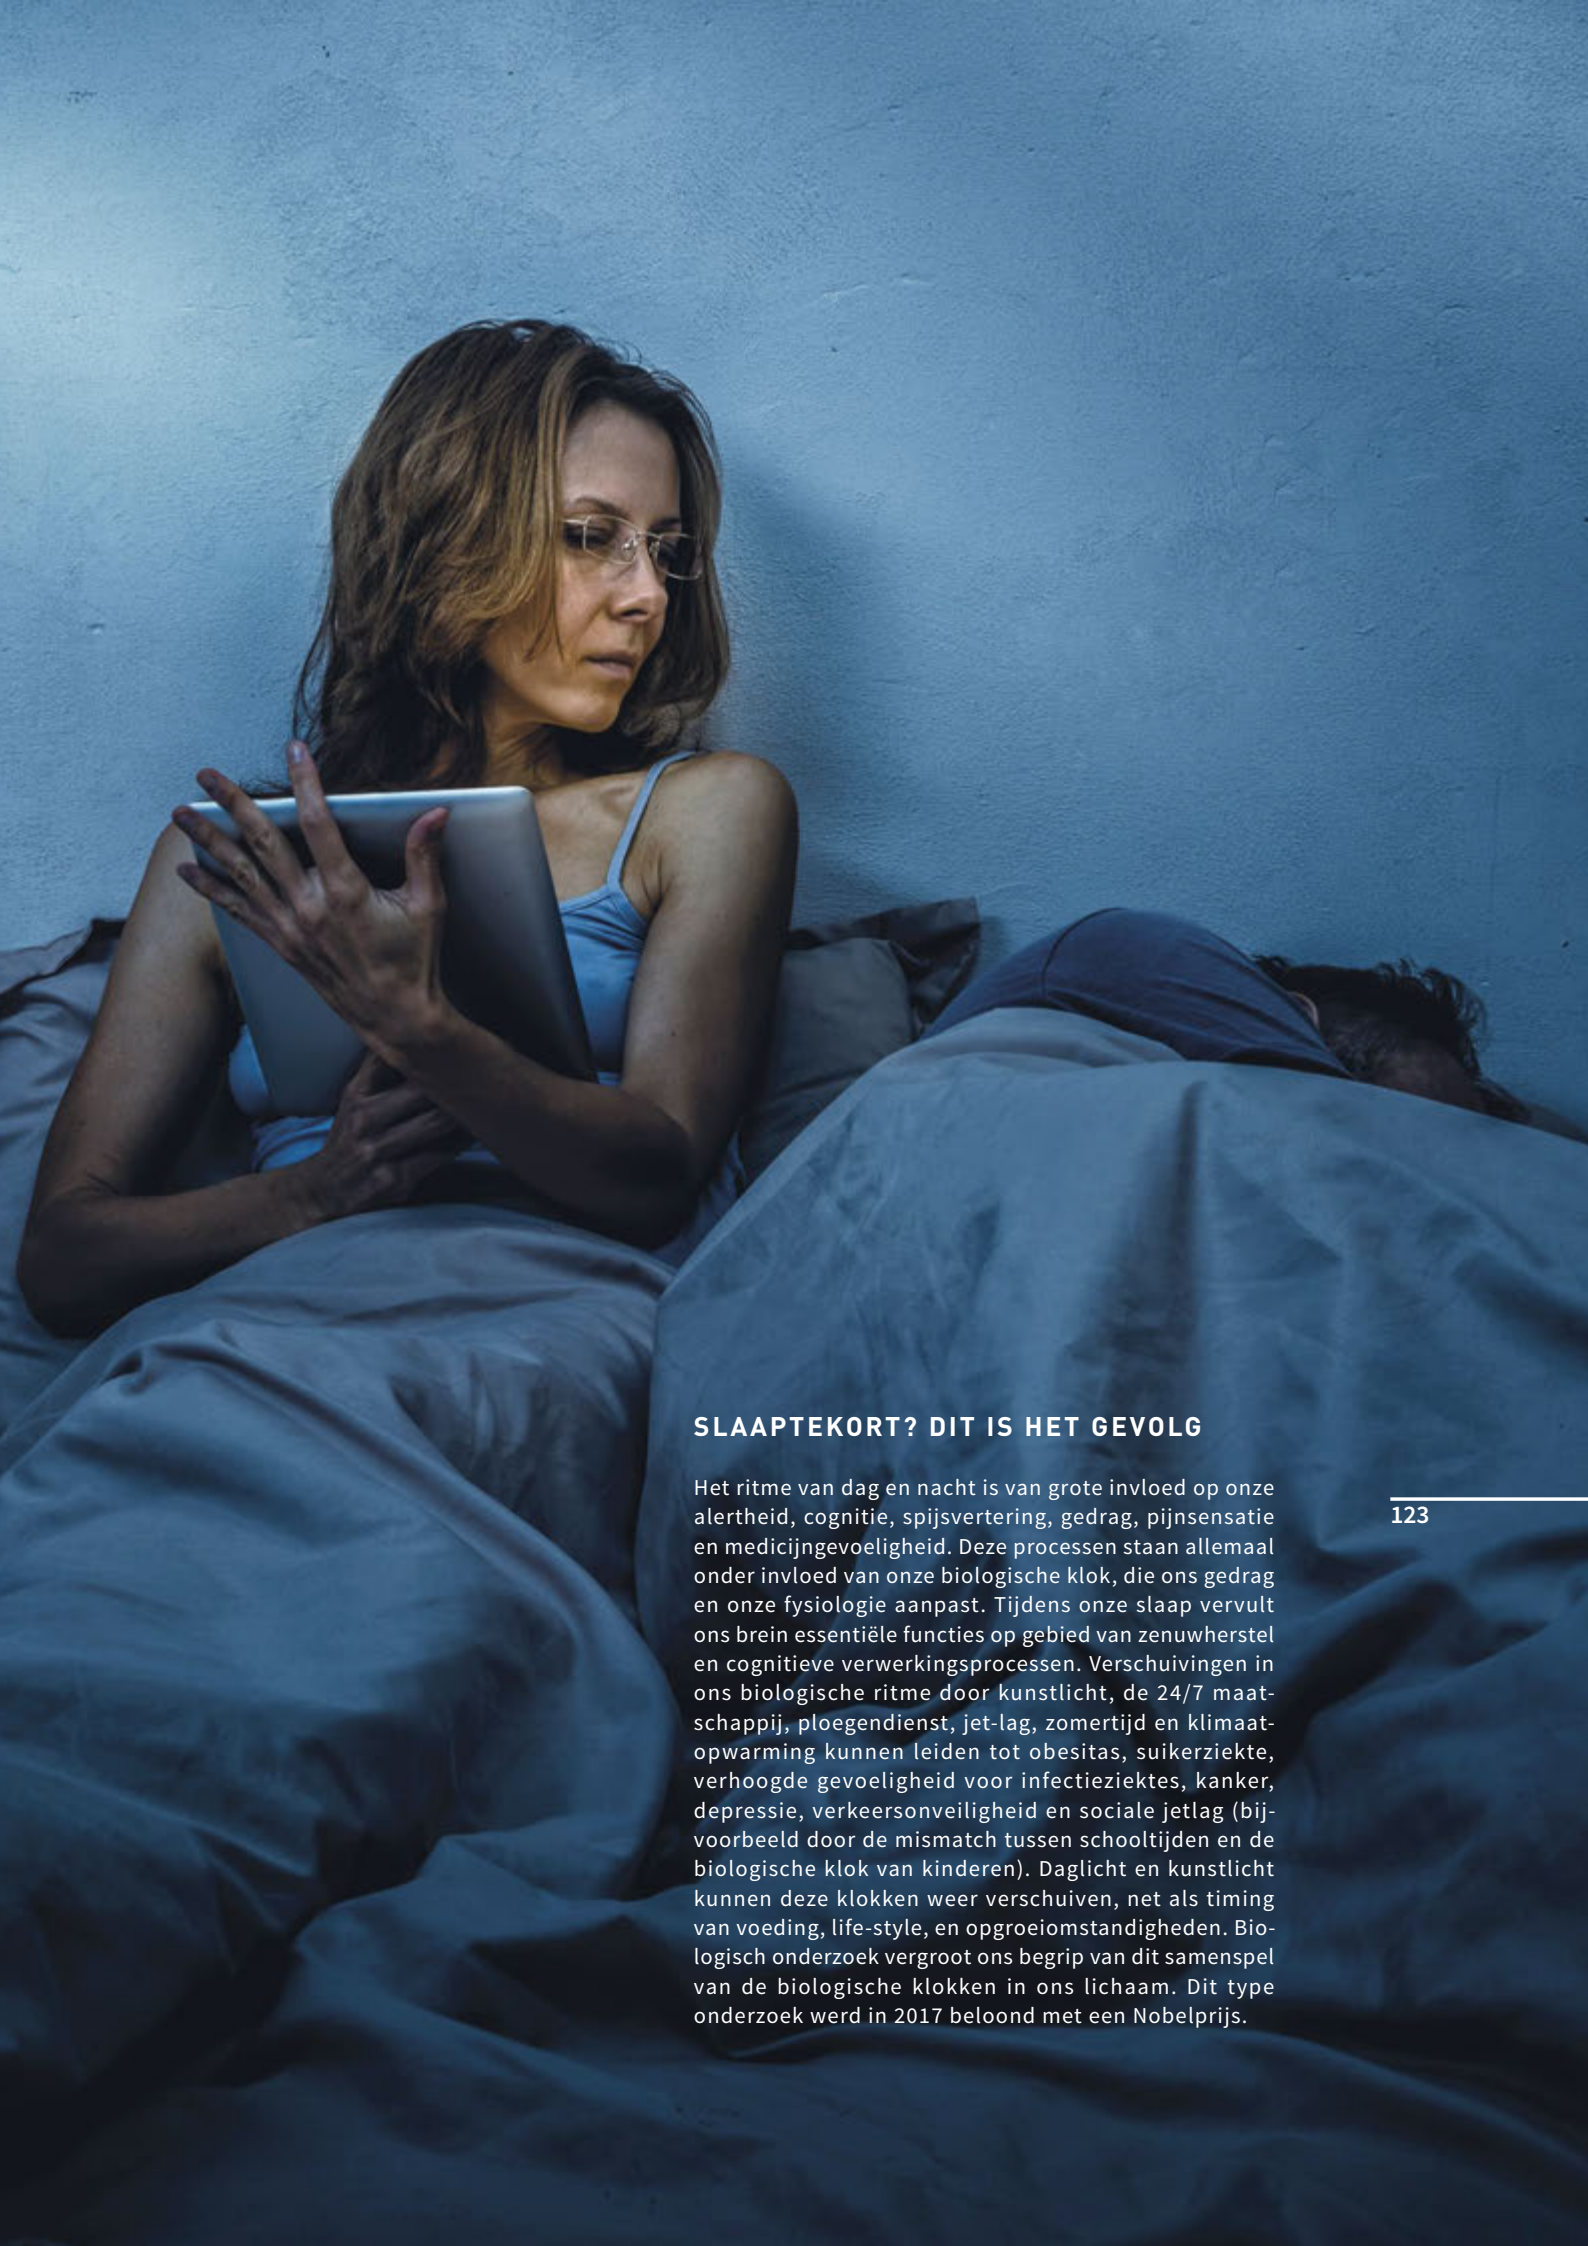 SLAAPTEKORT? DIT IS HET GEVOLG
Het ritme van dag en nacht is van grote invloed op onze
alertheid, cognitie, spijsvertering, gedrag, pijnsensatie
en medicijngevoeligheid. Deze processen staan allemaal
onder invloed van onze biologische klok, die ons gedrag
en onze fysiologie aanpast. Tijdens onze slaap vervult
ons brein essentiële functies op gebied van zenuwherstel
en cognitieve verwerkingsprocessen. Verschuivingen in
ons biologische ritme door kunstlicht, de 24/7 maat-
schappij, ploegendienst, jet-lag, zomertijd en klimaat-
opwarming kunnen leiden tot obesitas, suikerziekte,
verhoogde gevoeligheid voor infectieziektes, kanker,
depressie, verkeersonveiligheid en sociale jetlag (bij-
voorbeeld door de mismatch tussen schooltijden en de
biologische klok van kinderen). Daglicht en kunstlicht
kunnen deze klokken weer verschuiven, net als timing
van voeding, life-style, en opgroeiomstandigheden. Bio-
logisch onderzoek vergroot ons begrip van dit samenspel
van de biologische klokken in ons lichaam. Dit type
onderzoek werd in 2017 beloond met een Nobelprijs.
123